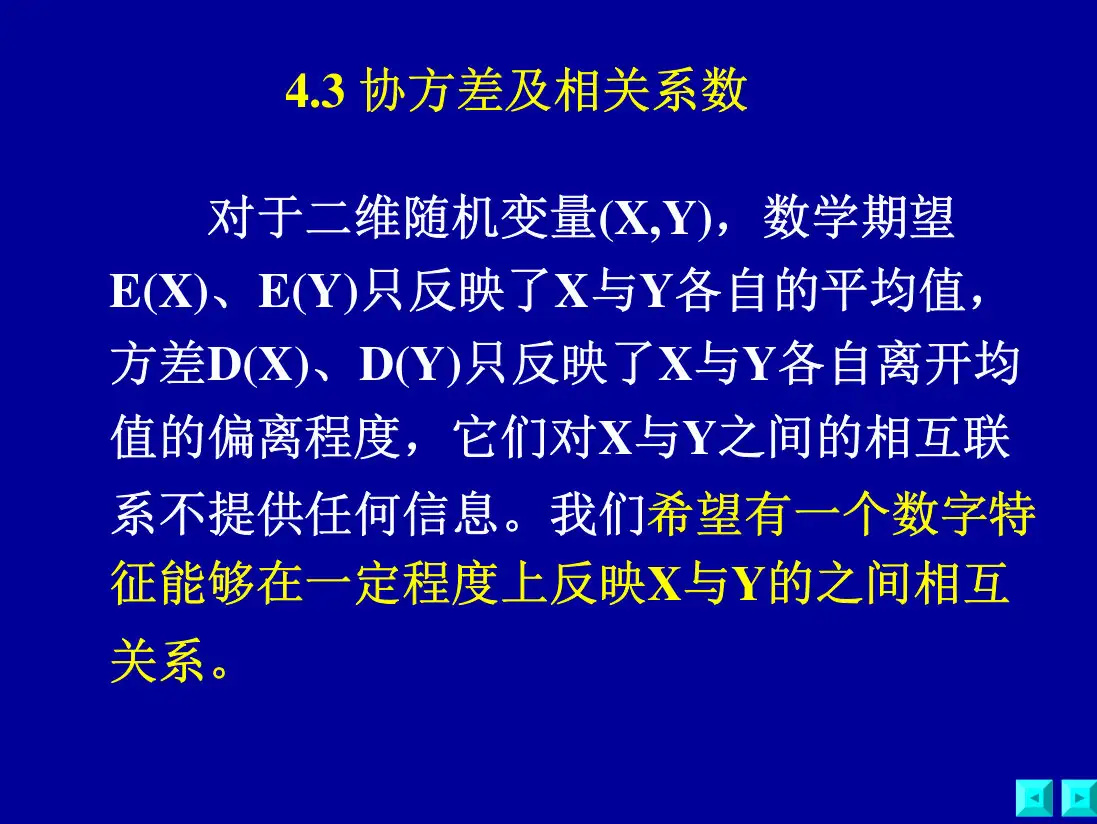 4.3 协方差及相关系数
对于二维随机变量(X,Y)，数学期望
E(X)、E(Y)只反映了X与Y各自的平均值，
方差D(X)、D(Y)只反映了X与Y各自离开均
值的偏离程度，它们对X与Y之间的相互联
系不提供任何信息。我们希望有一个数字特
征能够在一定程度上反映X与Y的之间相互
关系。